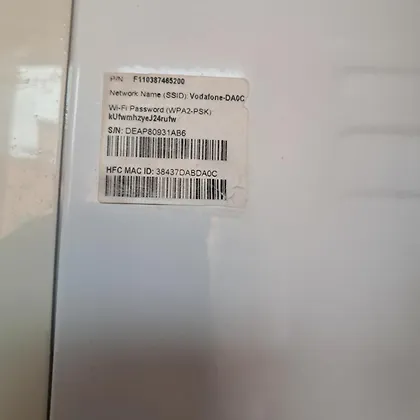 P/N: F110387465200
Network Name (SSID): Vodafone-DA0C
Wi-Fi Password (WPA2-PSK):
kUfwmhzyeJ24rufw
S/N: DEAP80931AB6
HFC MAC ID: 38437DABDA0C